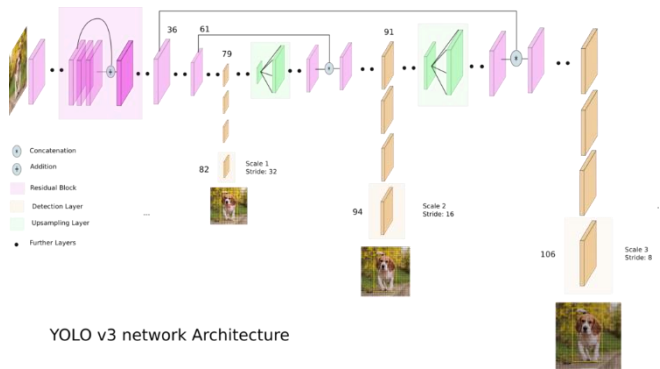 36
61
79
91
82
Scale 1
Stride: 32
94
Scale 2
Stride: 16
106
Scale 3
Stride: 8
Concatenation
Addition
Residual Block
Detection Layer
Upsampling Layer
Further Layers
...
YOLO v3 network Architecture